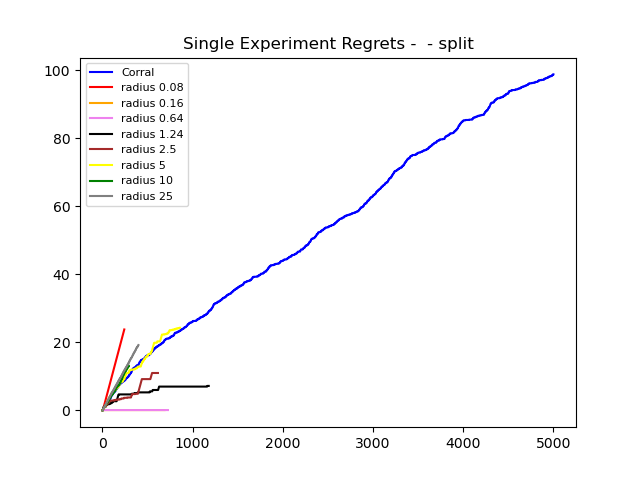 Single Experiment Regrets -  - split
100
80
60
40
20
0
Corral
radius 0.08
radius 0.16
radius 0.64
radius 1.24
radius 2.5
radius 5
radius 10
radius 25
0 1000 2000 3000 4000 5000